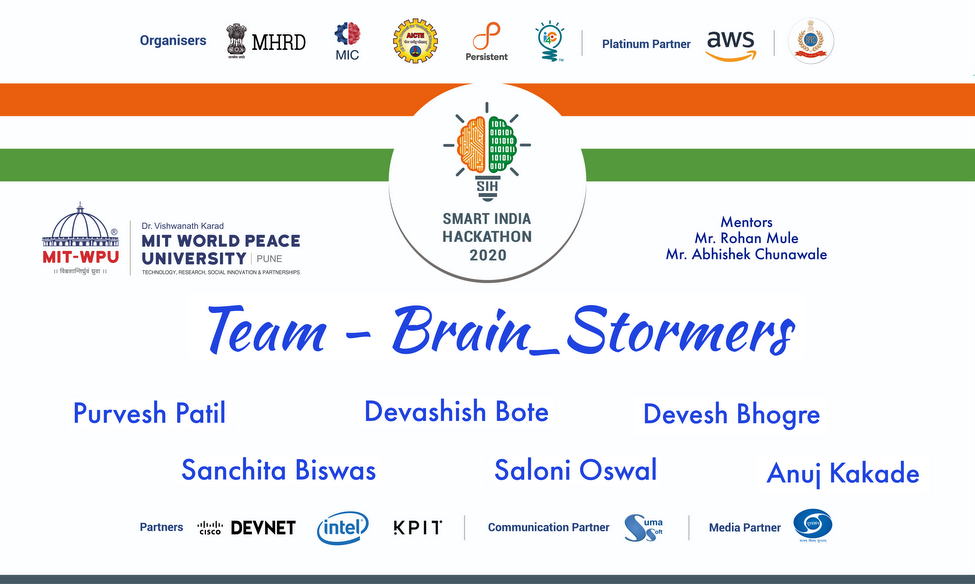 Organisers
MHRD
MIC
AICTE
Persistent
Platinum Partner
aws
SIH
SMART INDIA
HACKATHON
2020
MIT-WPU
Dr. Vishwanath Karad
MIT WORLD PEACE
UNIVERSITY | PUNE
TECHNOLOGY, RESEARCH, SOCIAL INNOVATION & PARTNERSHIPS
Mentors
Mr. Rohan Mule
Mr. Abhishek Chunawale
Team - Brain_Stormers
Purvesh Patil
Devashish Bote
Devesh Bhogre
Sanchita Biswas
Saloni Oswal
Anuj Kakade
Partners
cisco DEVNET
intel
KPIT
Communication Partner
Suma
Soft
Media Partner